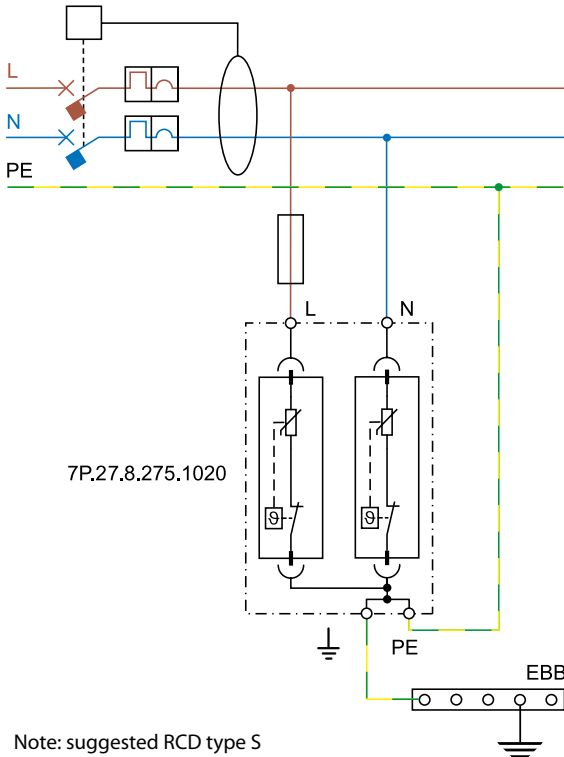 L
N
PE
L
N
7P.27.8.275.1020
ϑ
ϑ
PE
EBB
Note: suggested RCD type S